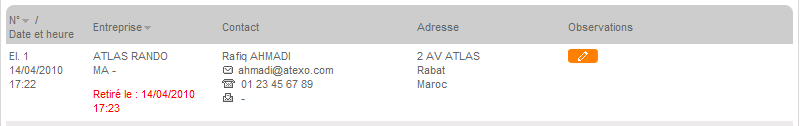 N° /
Date et heure
Entreprise
Contact
Adresse
Observations
El. 1
14/04/2010
17:22
ATLAS RANDO
MA -
Retiré le : 14/04/2010
17:23
Rafiq AHMADI
ahmadi@atexo.com
01 23 45 67 89
-
2 AV ATLAS
Rabat
Maroc